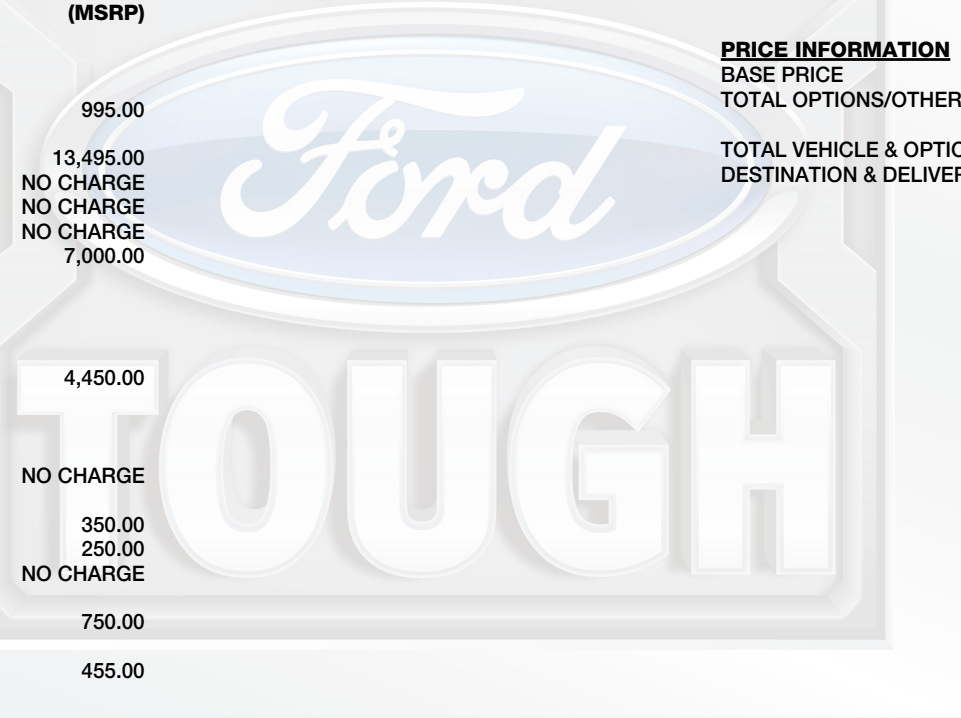 (MSRP)
995.00
13,495.00
NO CHARGE
NO CHARGE
NO CHARGE
7,000.00
4,450.00
NO CHARGE
350.00
250.00
NO CHARGE
750.00
455.00
PRICE INFORMATION
BASE PRICE
TOTAL OPTIONS/OTHER
TOTAL VEHICLE & OPTIO
DESTINATION & DELIVER
Ford
TOUGH